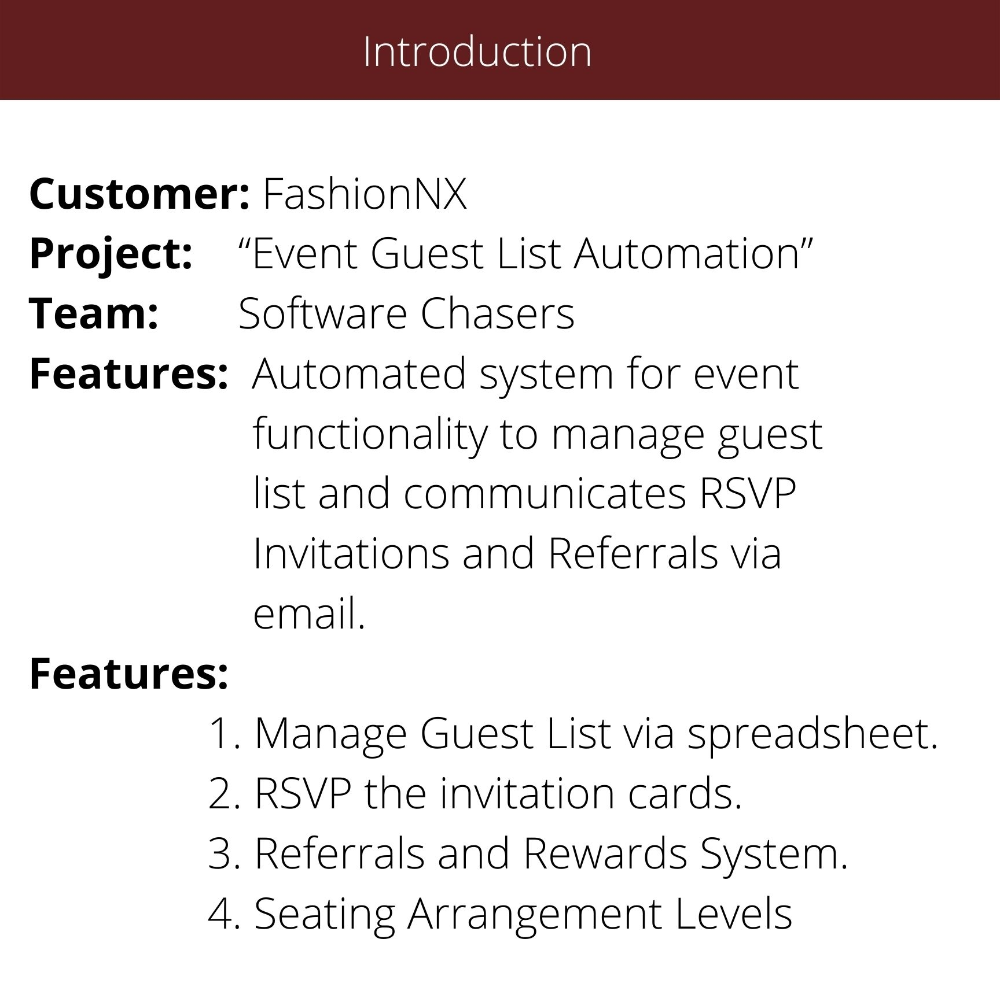 Introduction
Customer: FashionNX
Project: “Event Guest List Automation”
Team: Software Chasers
Features: Automated system for event
functionality to manage guest
list and communicates RSVP
Invitations and Referrals via
email.
Features:
1. Manage Guest List via spreadsheet.
2. RSVP the invitation cards.
3. Referrals and Rewards System.
4. Seating Arrangement Levels